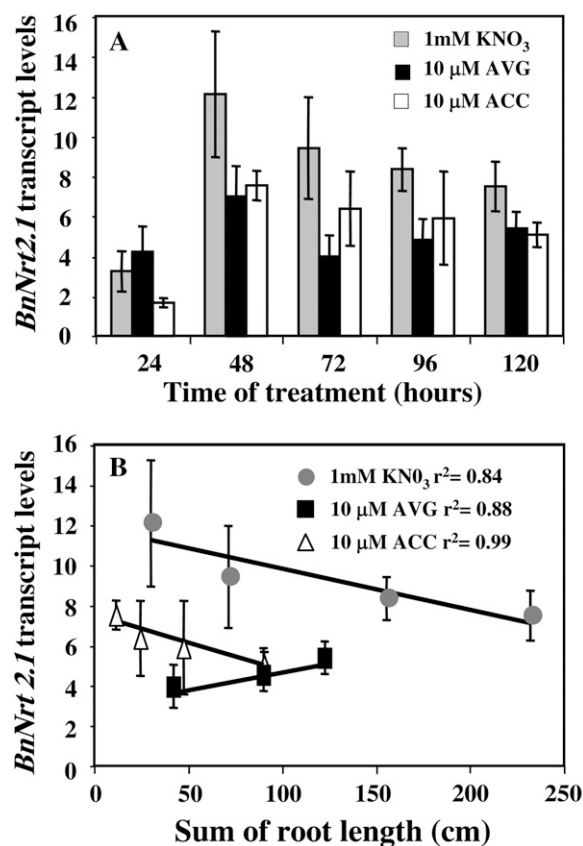 A
1mM KNO₃
10 μM AVG
10 μM ACC
BnNrt2.1 transcript levels
16
14
12
10
8
6
4
2
0
24 48 72 96 120
Time of treatment (hours)
B
1mM KN0₃ r²= 0.84
10 μM AVG r²= 0.88
10 μM ACC r²= 0.99
BnNrt 2.1 transcript levels
16
14
12
10
8
6
4
2
0
0 50 100 150 200 250
Sum of root length (cm)